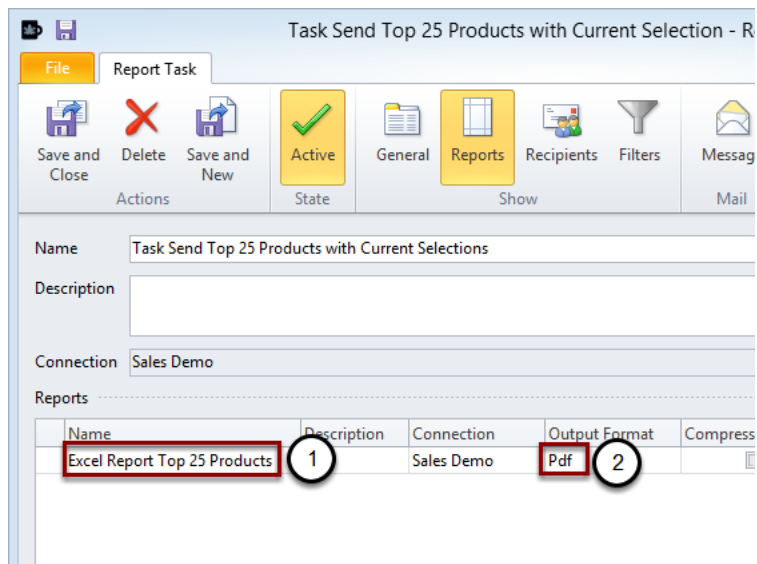 Task Send Top 25 Products with Current Selection - R
File Report Task
Save and Close Delete Save and New Active General Reports Recipients Filters Messag
Actions State Show Mail
Name Task Send Top 25 Products with Current Selections
Description
Connection Sales Demo
Reports
Name Description Connection Output Format Compress
Excel Report Top 25 Products 1 Sales Demo Pdf 2